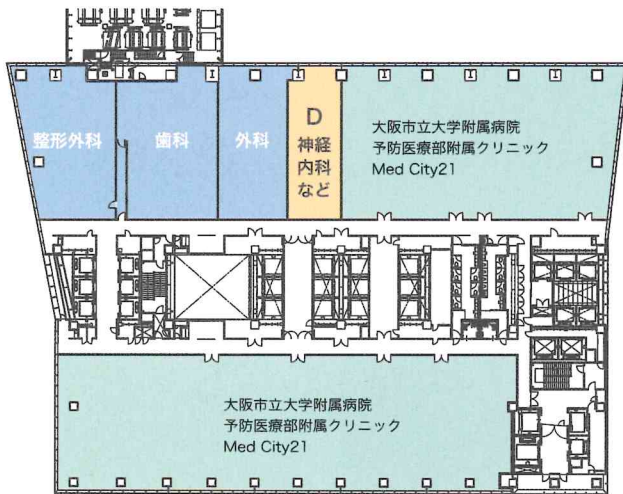 整形外科
歯科
外科
D
神経
内科
など
大阪市立大学附属病院
予防医療部附属クリニック
Med City21
大阪市立大学附属病院
予防医療部附属クリニック
Med City21